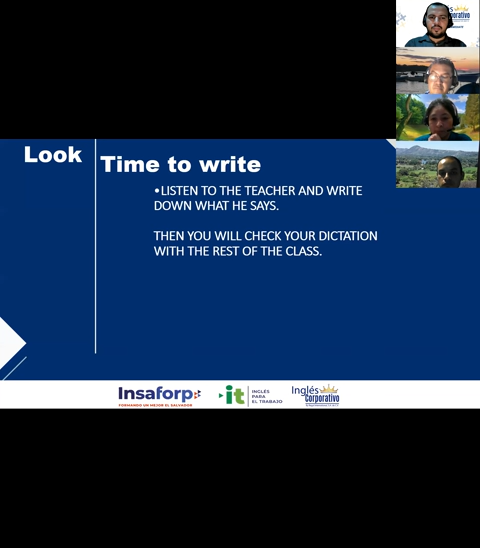 Look
Time to write
•LISTEN TO THE TEACHER AND WRITE
DOWN WHAT HE SAYS.
THEN YOU WILL CHECK YOUR DICTATION
WITH THE REST OF THE CLASS.
Insaforp
FORMANDO UN MEJOR EL SALVADOR
it
INGLÉS
PARA
EL TRABAJO
Inglés
Corporativo